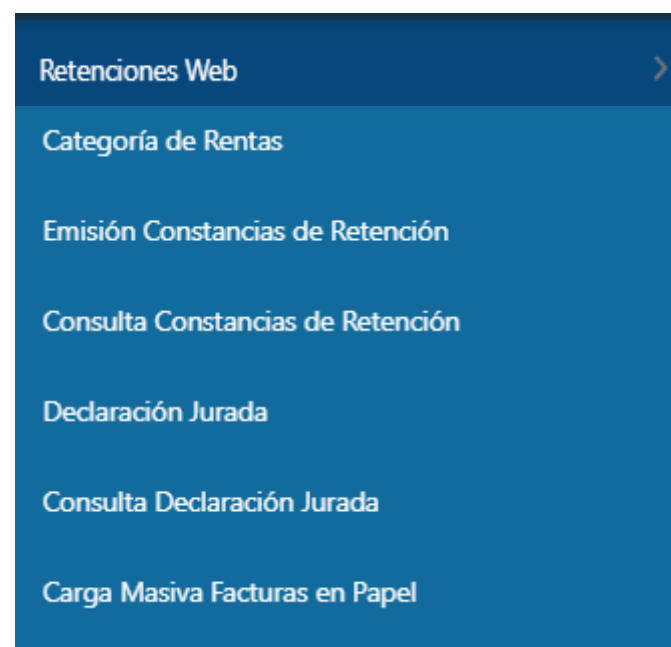 Retenciones Web
Categoría de Rentas
Emisión Constancias de Retención
Consulta Constancias de Retención
Declaración Jurada
Consulta Declaración Jurada
Carga Masiva Facturas en Papel